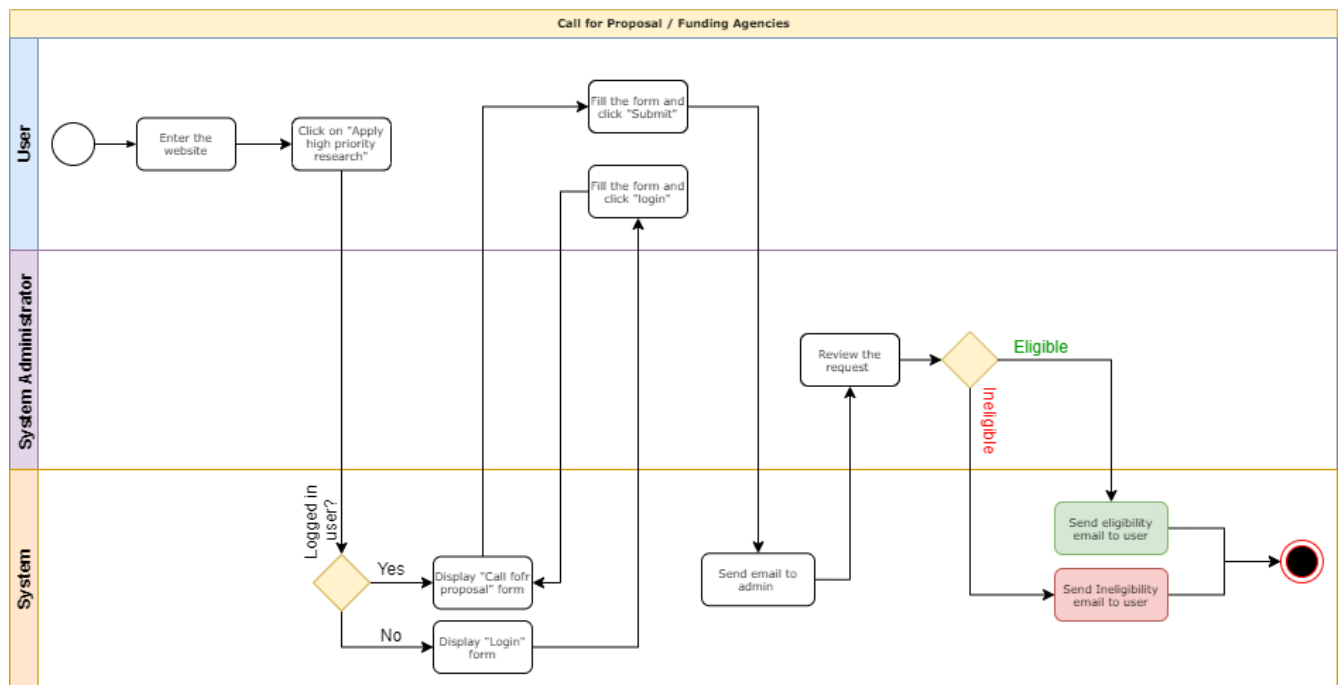 Call for Proposal / Funding Agencies
User
Enter the
website
Click on "Apply
high priority
research"
Fill the form and
click "Submit"
Fill the form and
click "login"
System Administrator
Review the
request
Eligible
Ineligible
System
Logged in
user?
Yes
No
Display "Call fofr
proposal" form
Display "Login"
form
Send email to
admin
Send eligibility
email to user
Send Ineligibility
email to user